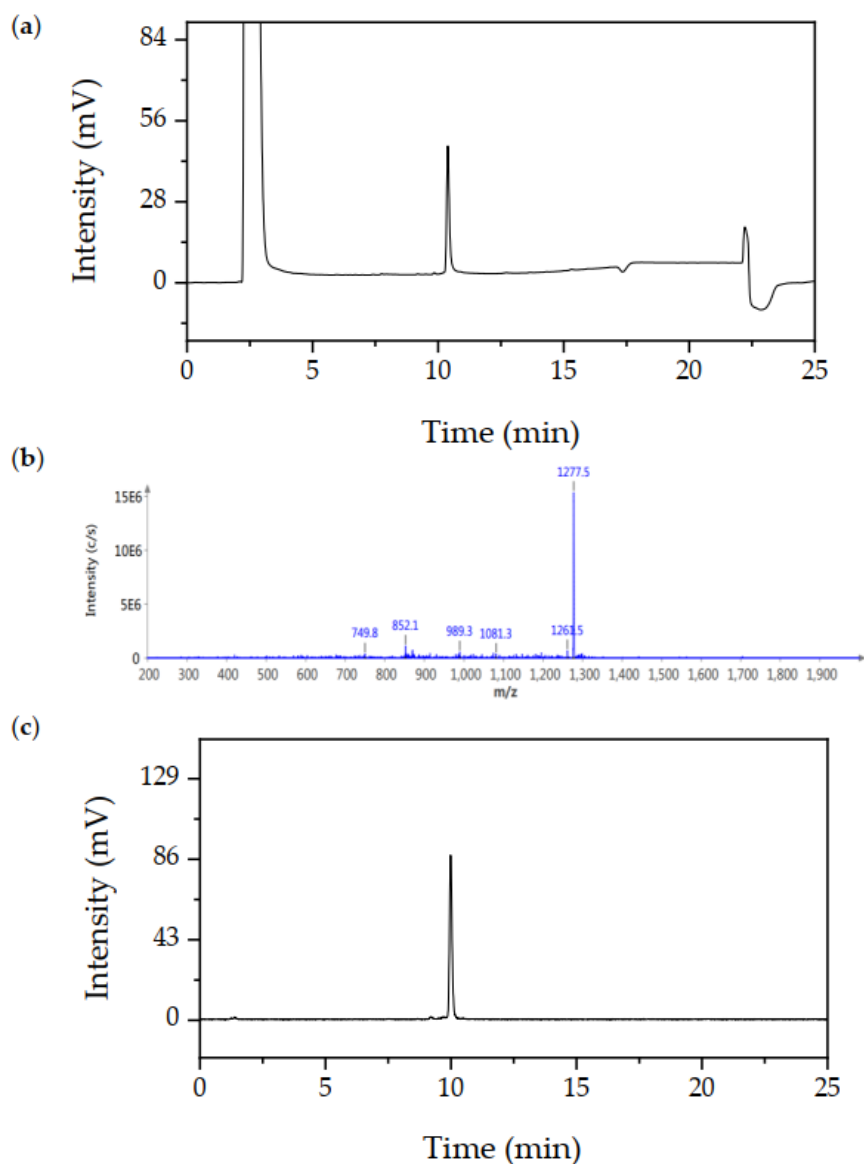 (a)
84
56
28
0
Intensity (mV)
0 5 10 15 20 25
Time (min)
(b)
1277.5
15E6
10E6
5E6
0
Intensity (c/s)
749.8 852.1 989.3 1081.3 1261.5
200 300 400 500 600 700 800 900 1,000 1,100 1,200 1,300 1,400 1,500 1,600 1,700 1,800 1,900
m/z
(c)
129
86
43
0
Intensity (mV)
0 5 10 15 20 25
Time (min)